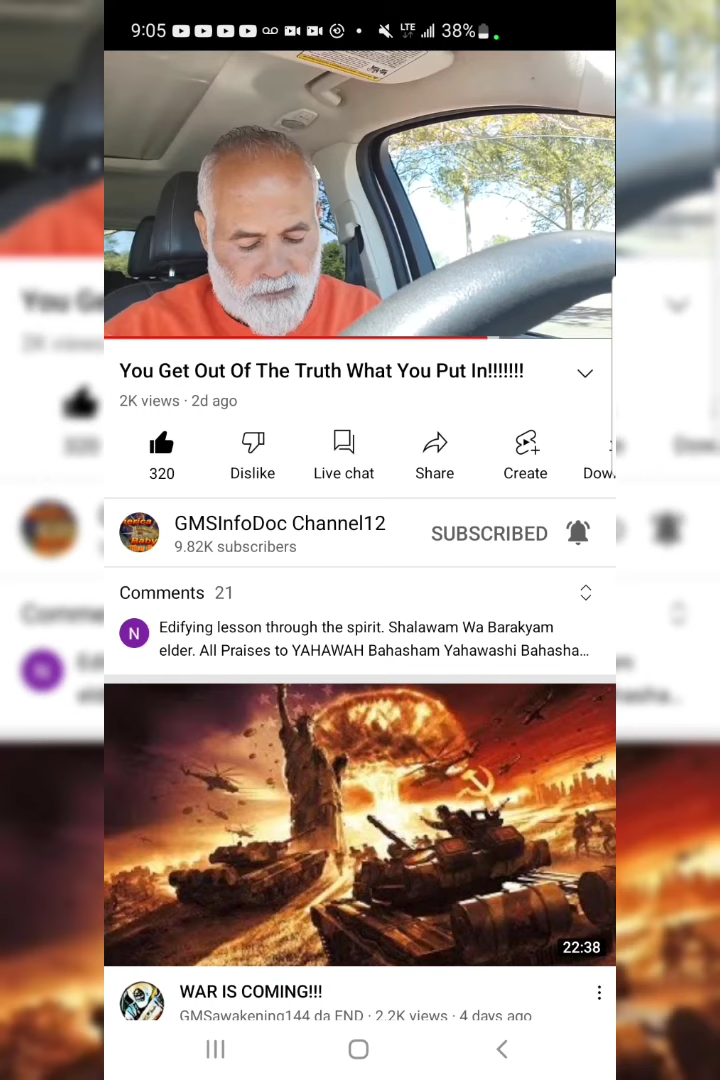 9:05 LTE 38%
You Get Out Of The Truth What You Put In!!!!!!!
2K views · 2d ago
320 Dislike Live chat Share Create Dow
GMSInfoDoc Channel12
SUBSCRIBED
9.82K subscribers
Comments 21
N
Edifying lesson through the spirit. Shalawam Wa Barakyam
elder. All Praises to YAHAWAH Bahasham Yahawashi Bahasha...
22:38
WAR IS COMING!!!
GMSawakening144 da END · 2.2K views · 4 days ago